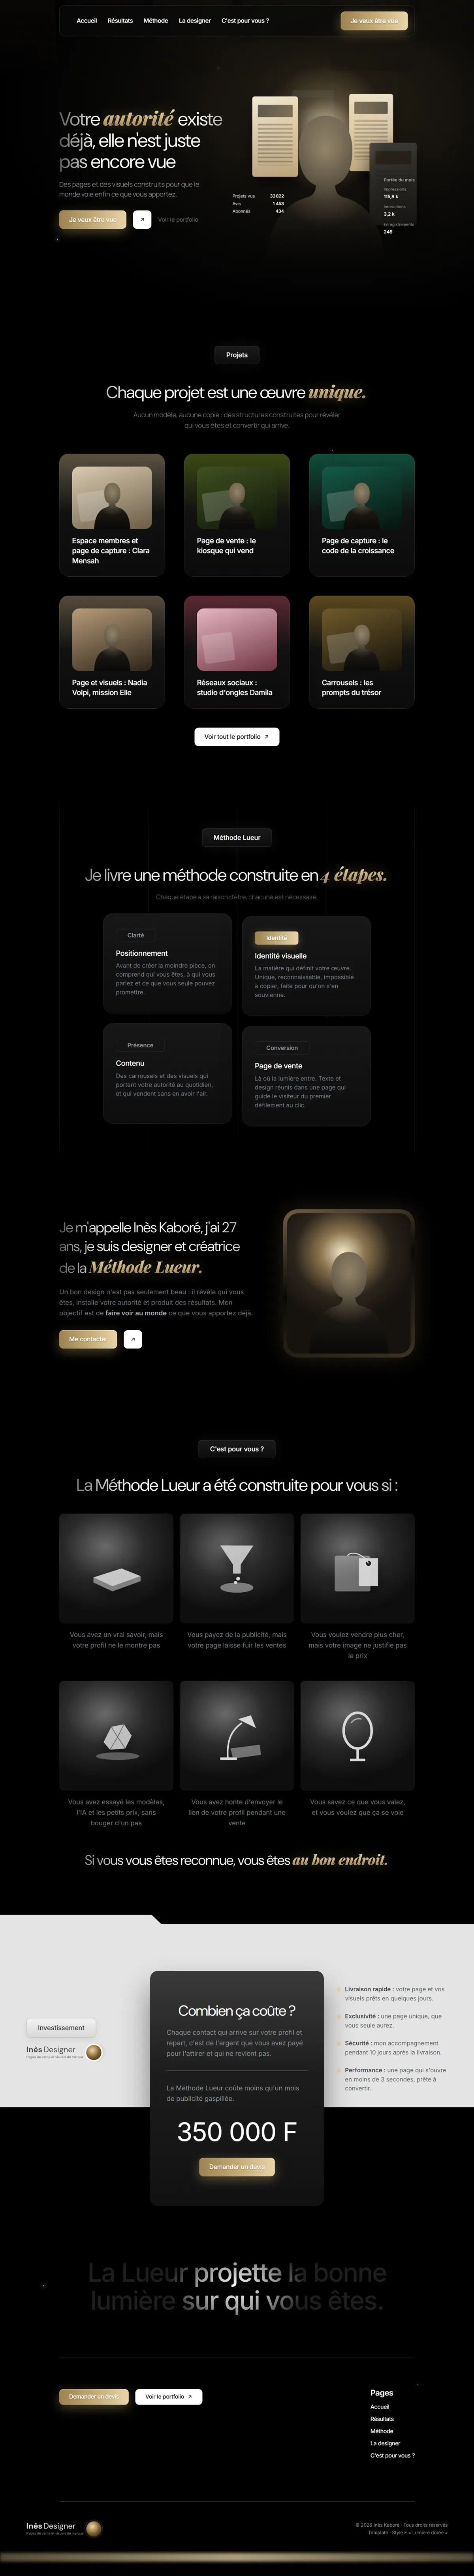 Accueil
Résultats
Méthode
La designer
C'est pour vous ?
Je veux être vue
Votre autorité existe
déjà, elle n'est juste
pas encore vue
Des pages et des visuels construits pour que le
monde voie enfin ce que vous apportez.
Je veux être vue
Voir le portfolio
Projets vus 33 822
Avis 1 453
Abonnés 434
Portée du mois
Impressions
115,8 k
Interactions
3,2 k
Enregistrements
246
Projets
Chaque projet est une œuvre unique.
Aucun modèle, aucune copie : des structures construites pour révéler
qui vous êtes et convertir qui arrive.
Espace membres et
page de capture : Clara
Mensah
Page de vente : le
kiosque qui vend
Page de capture : le
code de la croissance
Page et visuels : Nadia
Volpi, mission Elle
Réseaux sociaux :
studio d'ongles Damila
Carrousels : les
prompts du trésor
Voir tout le portfolio
Méthode Lueur
Je livre une méthode construite en 4 étapes.
Chaque étape a sa raison d'être, chacune est nécessaire.
Clarté
Positionnement
Avant de créer la moindre pièce, on
comprend qui vous êtes, à qui vous
parlez et ce que vous seule pouvez
promettre.
Identité
Identité visuelle
La matière qui définit votre œuvre.
Unique, reconnaissable, impossible
à copier, faite pour qu'on s'en
souvienne.
Présence
Contenu
Des carrousels et des visuels qui
portent votre autorité au quotidien,
et qui vendent sans en avoir l'air.
Conversion
Page de vente
Là où la lumière entre. Texte et
design réunis dans une page qui
guide le visiteur du premier
défilement au clic.
Je m'appelle Inès Kaboré, j'ai 27
ans, je suis designer et créatrice
de la Méthode Lueur.
Un bon design n'est pas seulement beau : il révèle qui vous
êtes, installe votre autorité et produit des résultats. Mon
objectif est de faire voir au monde ce que vous apportez déjà.
Me contacter
C'est pour vous ?
La Méthode Lueur a été construite pour vous si :
Vous avez un vrai savoir, mais
votre profil ne le montre pas
Vous payez de la publicité, mais
votre page laisse fuir les ventes
Vous voulez vendre plus cher,
mais votre image ne justifie pas
le prix
Vous avez essayé les modèles,
l'IA et les petits prix, sans
bouger d'un pas
Vous avez honte d'envoyer le
lien de votre profil pendant une
vente
Vous savez ce que vous valez,
et vous voulez que ça se voie
Si vous vous êtes reconnue, vous êtes au bon endroit.
Investissement
Inès Designer
Pages de vente et visuels de marque
Combien ça coûte ?
Chaque contact qui arrive sur votre profil et
repart, c'est de l'argent que vous avez payé
pour l'attirer et qui ne revient pas.
La Méthode Lueur coûte moins qu'un mois
de publicité gaspillée.
350 000 F
Demander un devis
Livraison rapide : votre page et vos
visuels prêts en quelques jours.
Exclusivité : une page unique, que
vous seule aurez.
Sécurité : mon accompagnement
pendant 10 jours après la livraison.
Performance : une page qui s'ouvre
en moins de 3 secondes, prête à
convertir.
La Lueur projette la bonne
lumière sur qui vous êtes.
Demander un devis
Voir le portfolio
Pages
Accueil
Résultats
Méthode
La designer
C'est pour vous ?
Inès Designer
Pages de vente et visuels de marque
© 2026 Inès Kaboré · Tous droits réservés
Template · Style F « Lumière dorée »